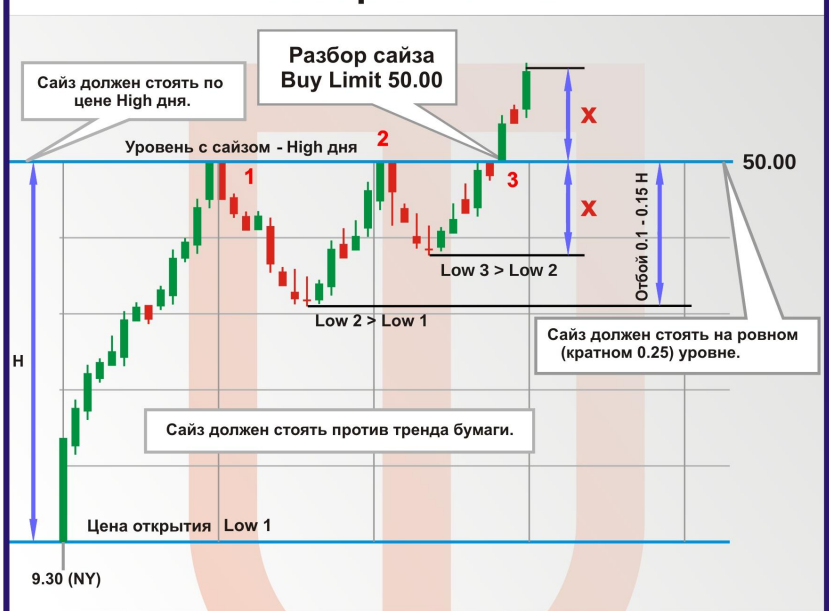 Разбор сайза
Buy Limit 50.00
Сайз должен стоять по
цене High дня.
Уровень с сайзом - High дня
2
1
3
50.00
X
X
Отбой 0.1 - 0.15 H
Low 3 > Low 2
Low 2 > Low 1
Сайз должен стоять на ровном
(кратном 0.25) уровне.
H
Сайз должен стоять против тренда бумаги.
Цена открытия Low 1
9.30 (NY)